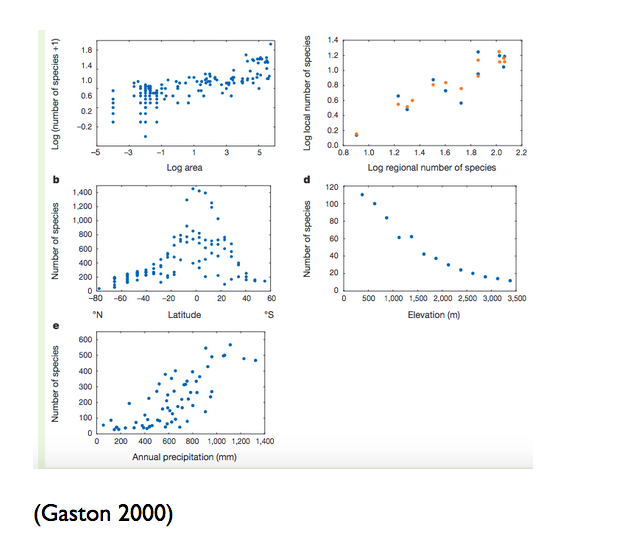 Log (number of species +1)
1.8
1.4
1.0
0.6
0.2
−0.2
−5 −3 −1 1 3 5
Log area
Log local number of species
1.4
1.2
1.0
0.8
0.6
0.4
0.2
0.0
0.8 1.0 1.2 1.4 1.6 1.8 2.0 2.2
Log regional number of species
b
Number of species
1,400
1,200
1,000
800
600
400
200
0
−80 −60 −40 −20 0 20 40 60
°N Latitude °S
d
Number of species
120
100
80
60
40
20
0
0 500 1,000 1,500 2,000 2,500 3,000 3,500
Elevation (m)
e
Number of species
600
500
400
300
200
100
0
0 200 400 600 800 1,000 1,200 1,400
Annual precipitation (mm)
(Gaston 2000)